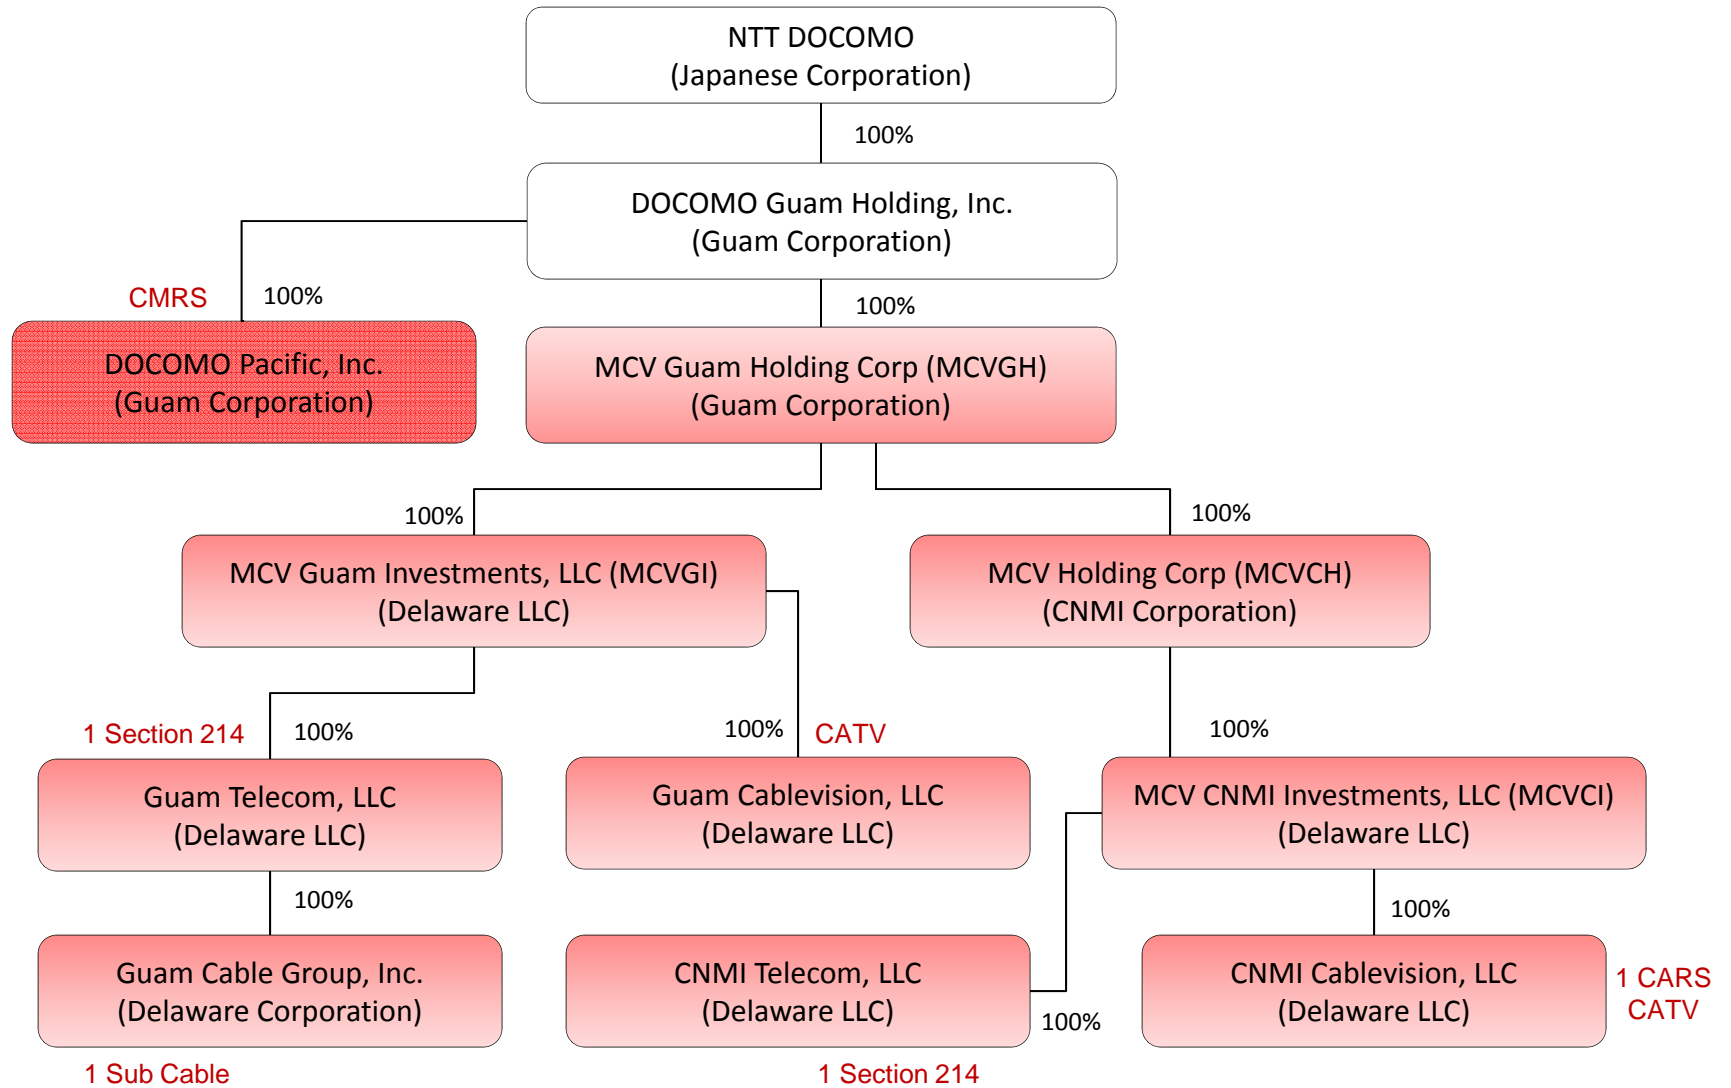 NTT DOCOMO
(Japanese Corporation)
100%
DOCOMO Guam Holding, Inc.
(Guam Corporation)
CMRS
100%
100%
DOCOMO Pacific, Inc.
(Guam Corporation)
MCV Guam Holding Corp (MCVGH)
(Guam Corporation)
100%
100%
MCV Guam Investments, LLC (MCVGI)
(Delaware LLC)
MCV Holding Corp (MCVCH)
(CNMI Corporation)
1 Section 214
100%
100%
CATV
100%
Guam Telecom, LLC
(Delaware LLC)
Guam Cablevision, LLC
(Delaware LLC)
MCV CNMI Investments, LLC (MCVCI)
(Delaware LLC)
100%
100%
Guam Cable Group, Inc.
(Delaware Corporation)
1 Sub Cable
CNMI Telecom, LLC
(Delaware LLC)
100%
1 Section 214
CNMI Cablevision, LLC
(Delaware LLC)
1 CARS
CATV